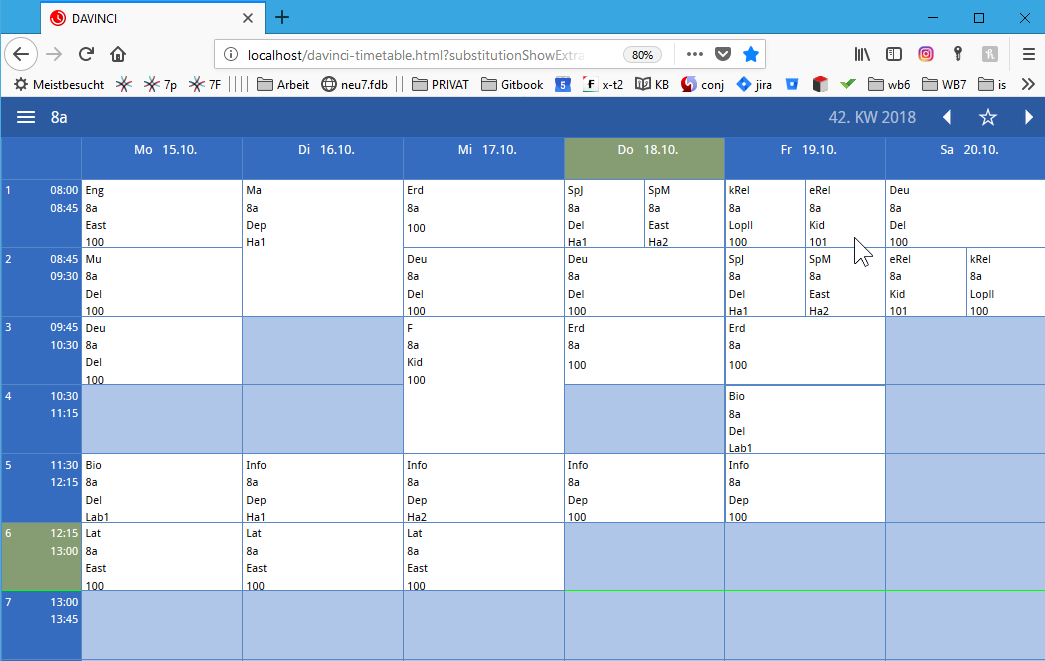 DAVINCI
localhost/davinci-timetable.html?substitutionShowExtra
80%
Meistbesucht 7p 7F Arbeit neu7.fdb PRIVAT Gitbook 5 x-t2 KB conj jira wb6 WB7 is
8a 42. KW 2018
Mo 15.10. Di 16.10. Mi 17.10. Do 18.10. Fr 19.10. Sa 20.10.
1 08:00 Eng Ma Erd SpJ SpM kRel eRel Deu
08:45 8a 8a 8a 8a 8a 8a 8a 8a
East Dep 100 Del East Lopll Kid Del
100 Ha1 Ha1 Ha2 100 101 100
2 08:45 Mu Deu Deu SpJ SpM eRel kRel
09:30 8a 8a 8a 8a 8a 8a 8a
Del Del Del Del East Kid Lopll
100 100 100 Ha1 Ha2 101 100
3 09:45 Deu F Erd Erd
10:30 8a 8a 8a 8a
Del Kid 100 100
100 100
4 10:30 Bio
11:15 8a
Del
Lab1
5 11:30 Bio Info Info Info Info
12:15 8a 8a 8a 8a 8a
Del Dep Dep Dep Dep
Lab1 Ha1 Ha2 100 100
6 12:15 Lat Lat Lat
13:00 8a 8a 8a
East East East
100 100 100
7 13:00
13:45